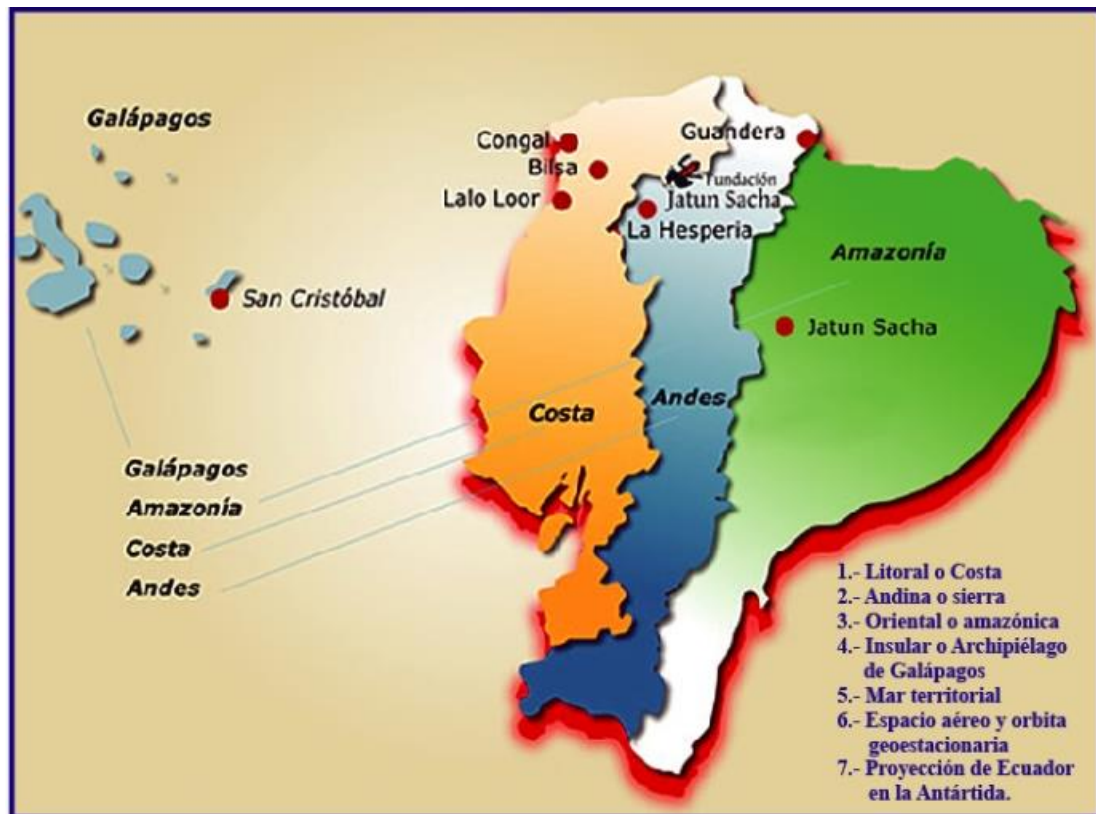 Galápagos
San Cristóbal
Congal
Bilsa
Lalo Loor
Guandera
Fundación
Jatun Sacha
La Hesperia
Amazonía
Jatun Sacha
Costa
Andes
Galápagos
Amazonía
Costa
Andes
1.- Litoral o Costa
2.- Andina o sierra
3.- Oriental o amazónica
4.- Insular o Archipiélago
de Galápagos
5.- Mar territorial
6.- Espacio aéreo y orbita
geoestacionaria
7.- Proyección de Ecuador
en la Antártida.